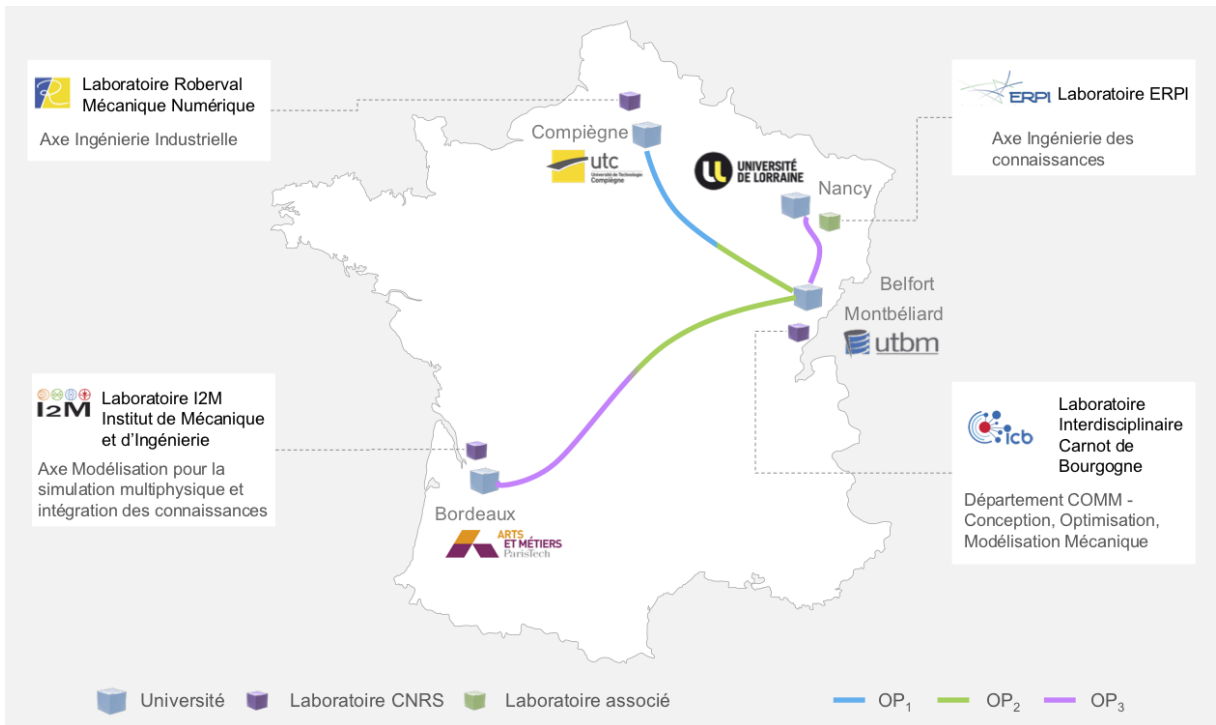 Laboratoire Roberval
Mécanique Numérique
Axe Ingénierie Industrielle
ERPI Laboratoire ERPI
Axe Ingénierie des
connaissances
Compiègne
utc
Université de Technologie
Compiègne
UNIVERSITÉ
DE LORRAINE
Nancy
Belfort
Montbéliard
utbm
I2M
Laboratoire I2M
Institut de Mécanique
et d'Ingénierie
Axe Modélisation pour la
simulation multiphysique et
intégration des connaissances
Bordeaux
ARTS
ET MÉTIERS
ParisTech
icb
Laboratoire
Interdisciplinaire
Carnot de
Bourgogne
Département COMM -
Conception, Optimisation,
Modélisation Mécanique
Université Laboratoire CNRS Laboratoire associé OP₁ OP₂ OP₃